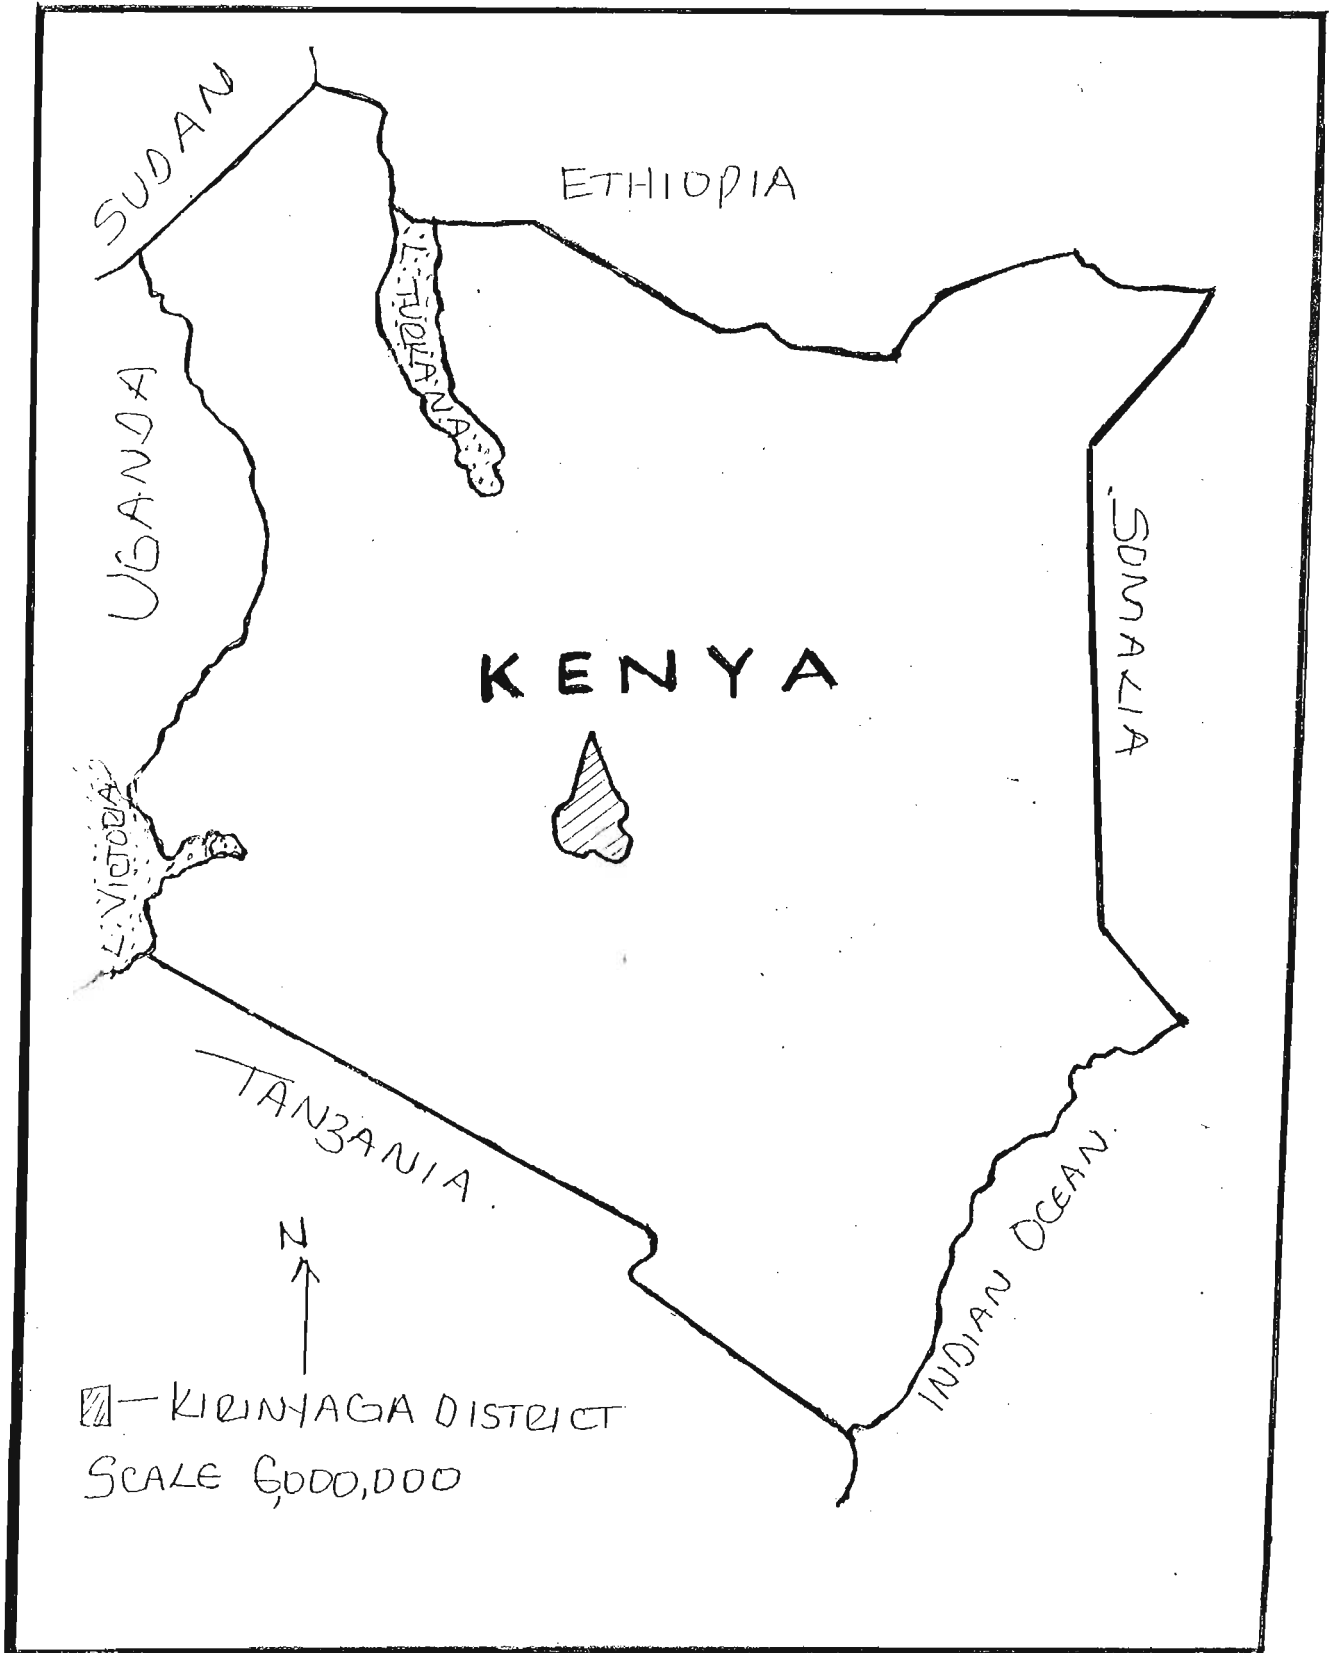 SUDAN
ETHIOPIA
L. TURKANA
UGANDA
SOMALIA
KENYA
L. VICTORIA
TANZANIA.
INDIAN OCEAN.
N
— KIRINYAGA DISTRICT
SCALE 6,000,000